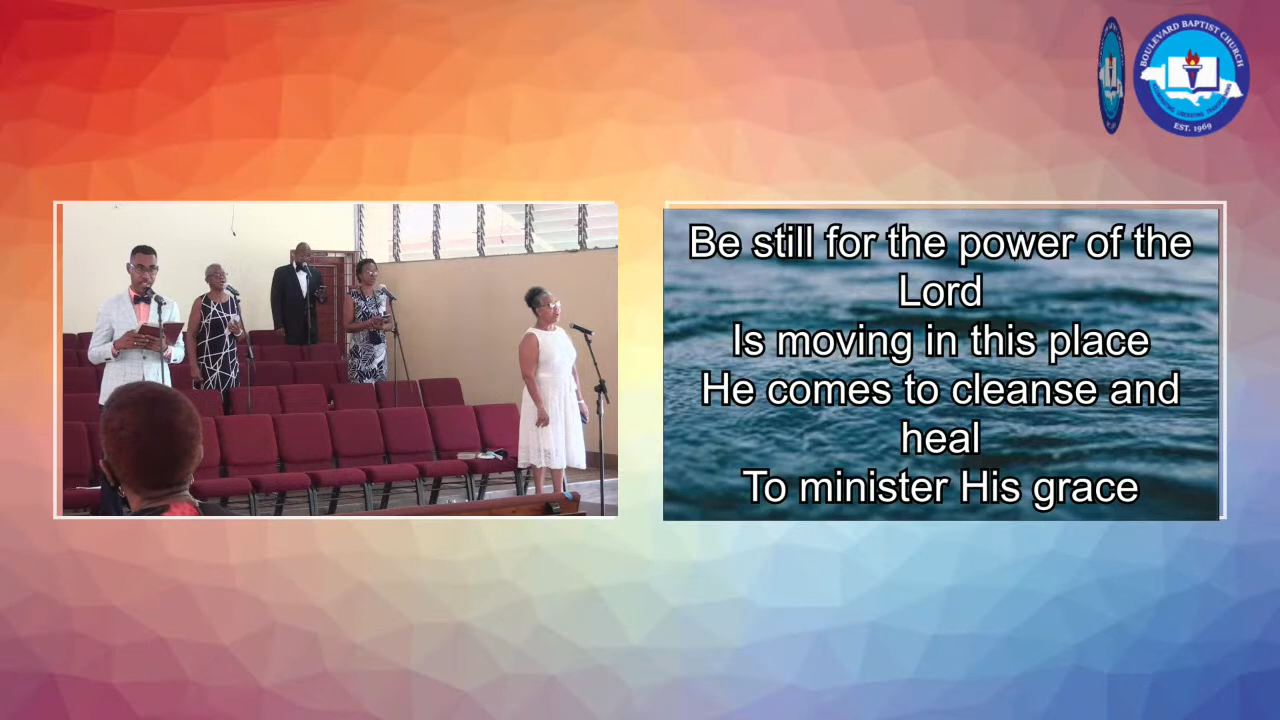 BOULEVARD BAPTIST CHURCH
EST. 1969
Be still for the power of the
Lord
Is moving in this place
He comes to cleanse and
heal
To minister His grace